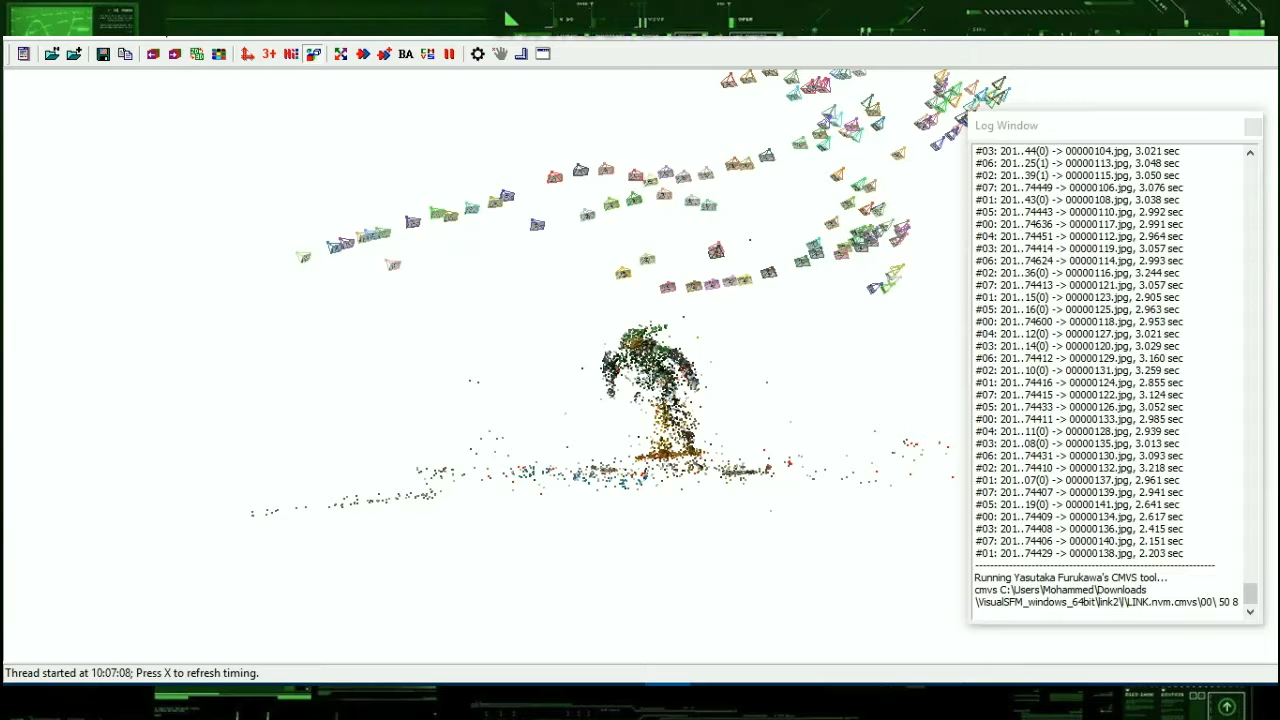 3+
BA
Log Window
#03: 201..44(0) -> 00000104.jpg, 3.021 sec
#06: 201..25(1) -> 00000113.jpg, 3.048 sec
#02: 201..39(1) -> 00000115.jpg, 3.050 sec
#07: 201..74449 -> 00000106.jpg, 3.076 sec
#01: 201..43(0) -> 00000108.jpg, 3.038 sec
#05: 201..74443 -> 00000110.jpg, 2.992 sec
#00: 201..74636 -> 00000117.jpg, 2.991 sec
#04: 201..74451 -> 00000112.jpg, 2.964 sec
#03: 201..74414 -> 00000119.jpg, 3.057 sec
#06: 201..74624 -> 00000114.jpg, 2.993 sec
#02: 201..36(0) -> 00000116.jpg, 3.244 sec
#07: 201..74413 -> 00000121.jpg, 3.057 sec
#01: 201..15(0) -> 00000123.jpg, 2.905 sec
#05: 201..16(0) -> 00000125.jpg, 2.963 sec
#00: 201..74600 -> 00000118.jpg, 2.953 sec
#04: 201..12(0) -> 00000127.jpg, 3.021 sec
#03: 201..14(0) -> 00000120.jpg, 3.029 sec
#06: 201..74412 -> 00000129.jpg, 3.160 sec
#02: 201..10(0) -> 00000131.jpg, 3.259 sec
#01: 201..74416 -> 00000124.jpg, 2.855 sec
#07: 201..74415 -> 00000122.jpg, 3.124 sec
#05: 201..74433 -> 00000126.jpg, 3.052 sec
#00: 201..74411 -> 00000133.jpg, 2.985 sec
#04: 201..11(0) -> 00000128.jpg, 2.939 sec
#03: 201..08(0) -> 00000135.jpg, 3.013 sec
#06: 201..74431 -> 00000130.jpg, 3.093 sec
#02: 201..74410 -> 00000132.jpg, 3.218 sec
#01: 201..07(0) -> 00000137.jpg, 2.961 sec
#07: 201..74407 -> 00000139.jpg, 2.941 sec
#05: 201..19(0) -> 00000141.jpg, 2.641 sec
#00: 201..74409 -> 00000134.jpg, 2.617 sec
#03: 201..74408 -> 00000136.jpg, 2.415 sec
#07: 201..74406 -> 00000140.jpg, 2.151 sec
#01: 201..74429 -> 00000138.jpg, 2.203 sec
------------------------------------------------------------
Running Yasutaka Furukawa's CMVS tool...
cmvs C:\Users\Mohammed\Downloads
\VisualSFM_windows_64bit\link2\l\LINK.nvm.cmvs\00\ 50 8
Thread started at 10:07:08; Press X to refresh timing.